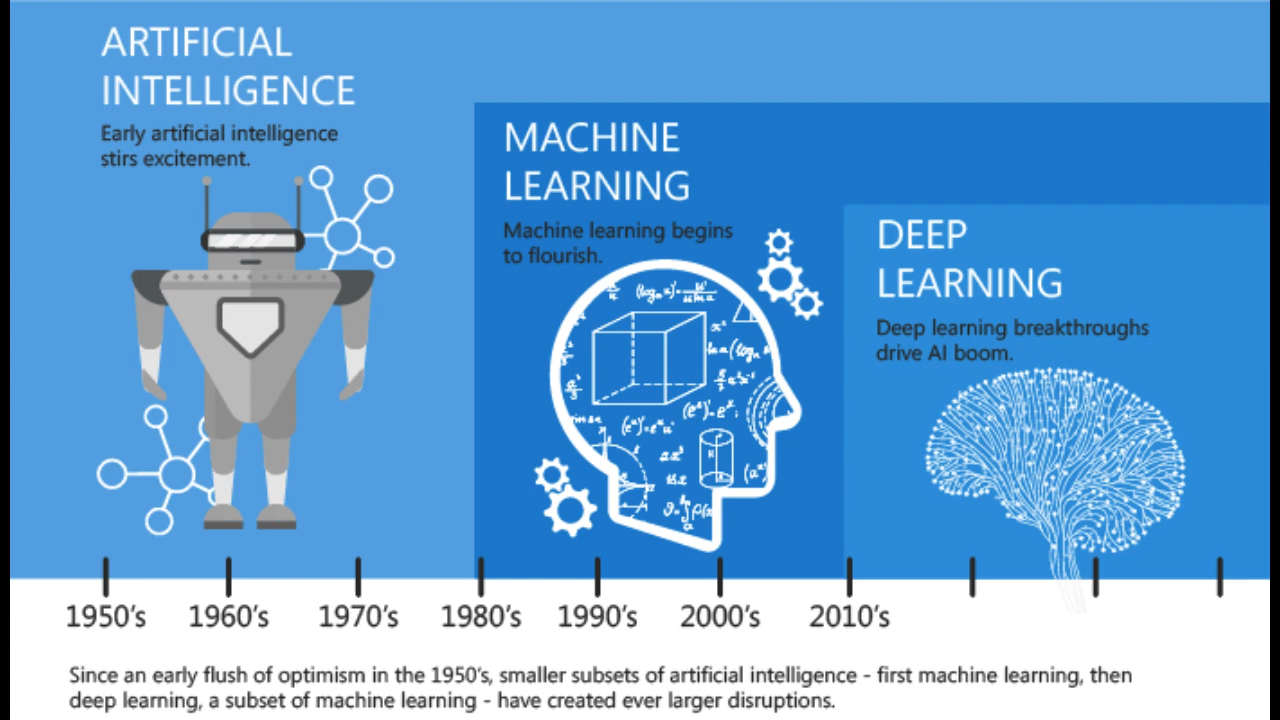 ARTIFICIAL
INTELLIGENCE
Early artificial intelligence
stirs excitement.
MACHINE
LEARNING
Machine learning begins
to flourish.
DEEP
LEARNING
Deep learning breakthroughs
drive AI boom.
1950's 1960's 1970's 1980's 1990's 2000's 2010's
Since an early flush of optimism in the 1950's, smaller subsets of artificial intelligence - first machine learning, then
deep learning, a subset of machine learning - have created ever larger disruptions.